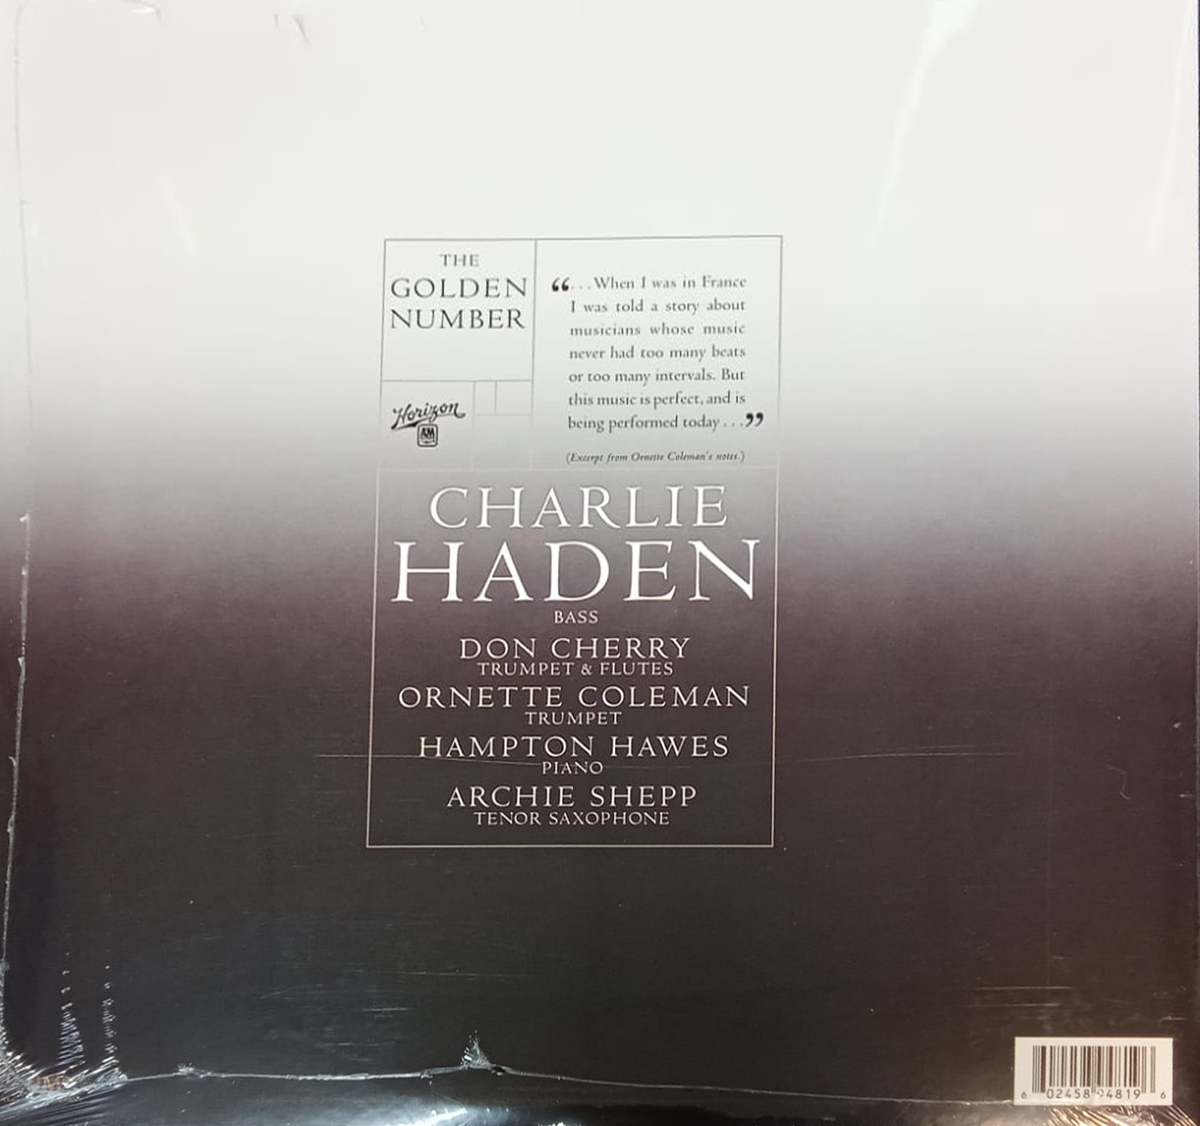 THE
GOLDEN
NUMBER
Horizon
A&M
“...When I was in France
I was told a story about
musicians whose music
never had too many beats
or too many intervals. But
this music is perfect, and is
being performed today...”
(Excerpt from Ornette Coleman's notes.)
CHARLIE
HADEN
BASS
DON CHERRY
TRUMPET & FLUTES
ORNETTE COLEMAN
TRUMPET
HAMPTON HAWES
PIANO
ARCHIE SHEPP
TENOR SAXOPHONE
6 02458 94819 6